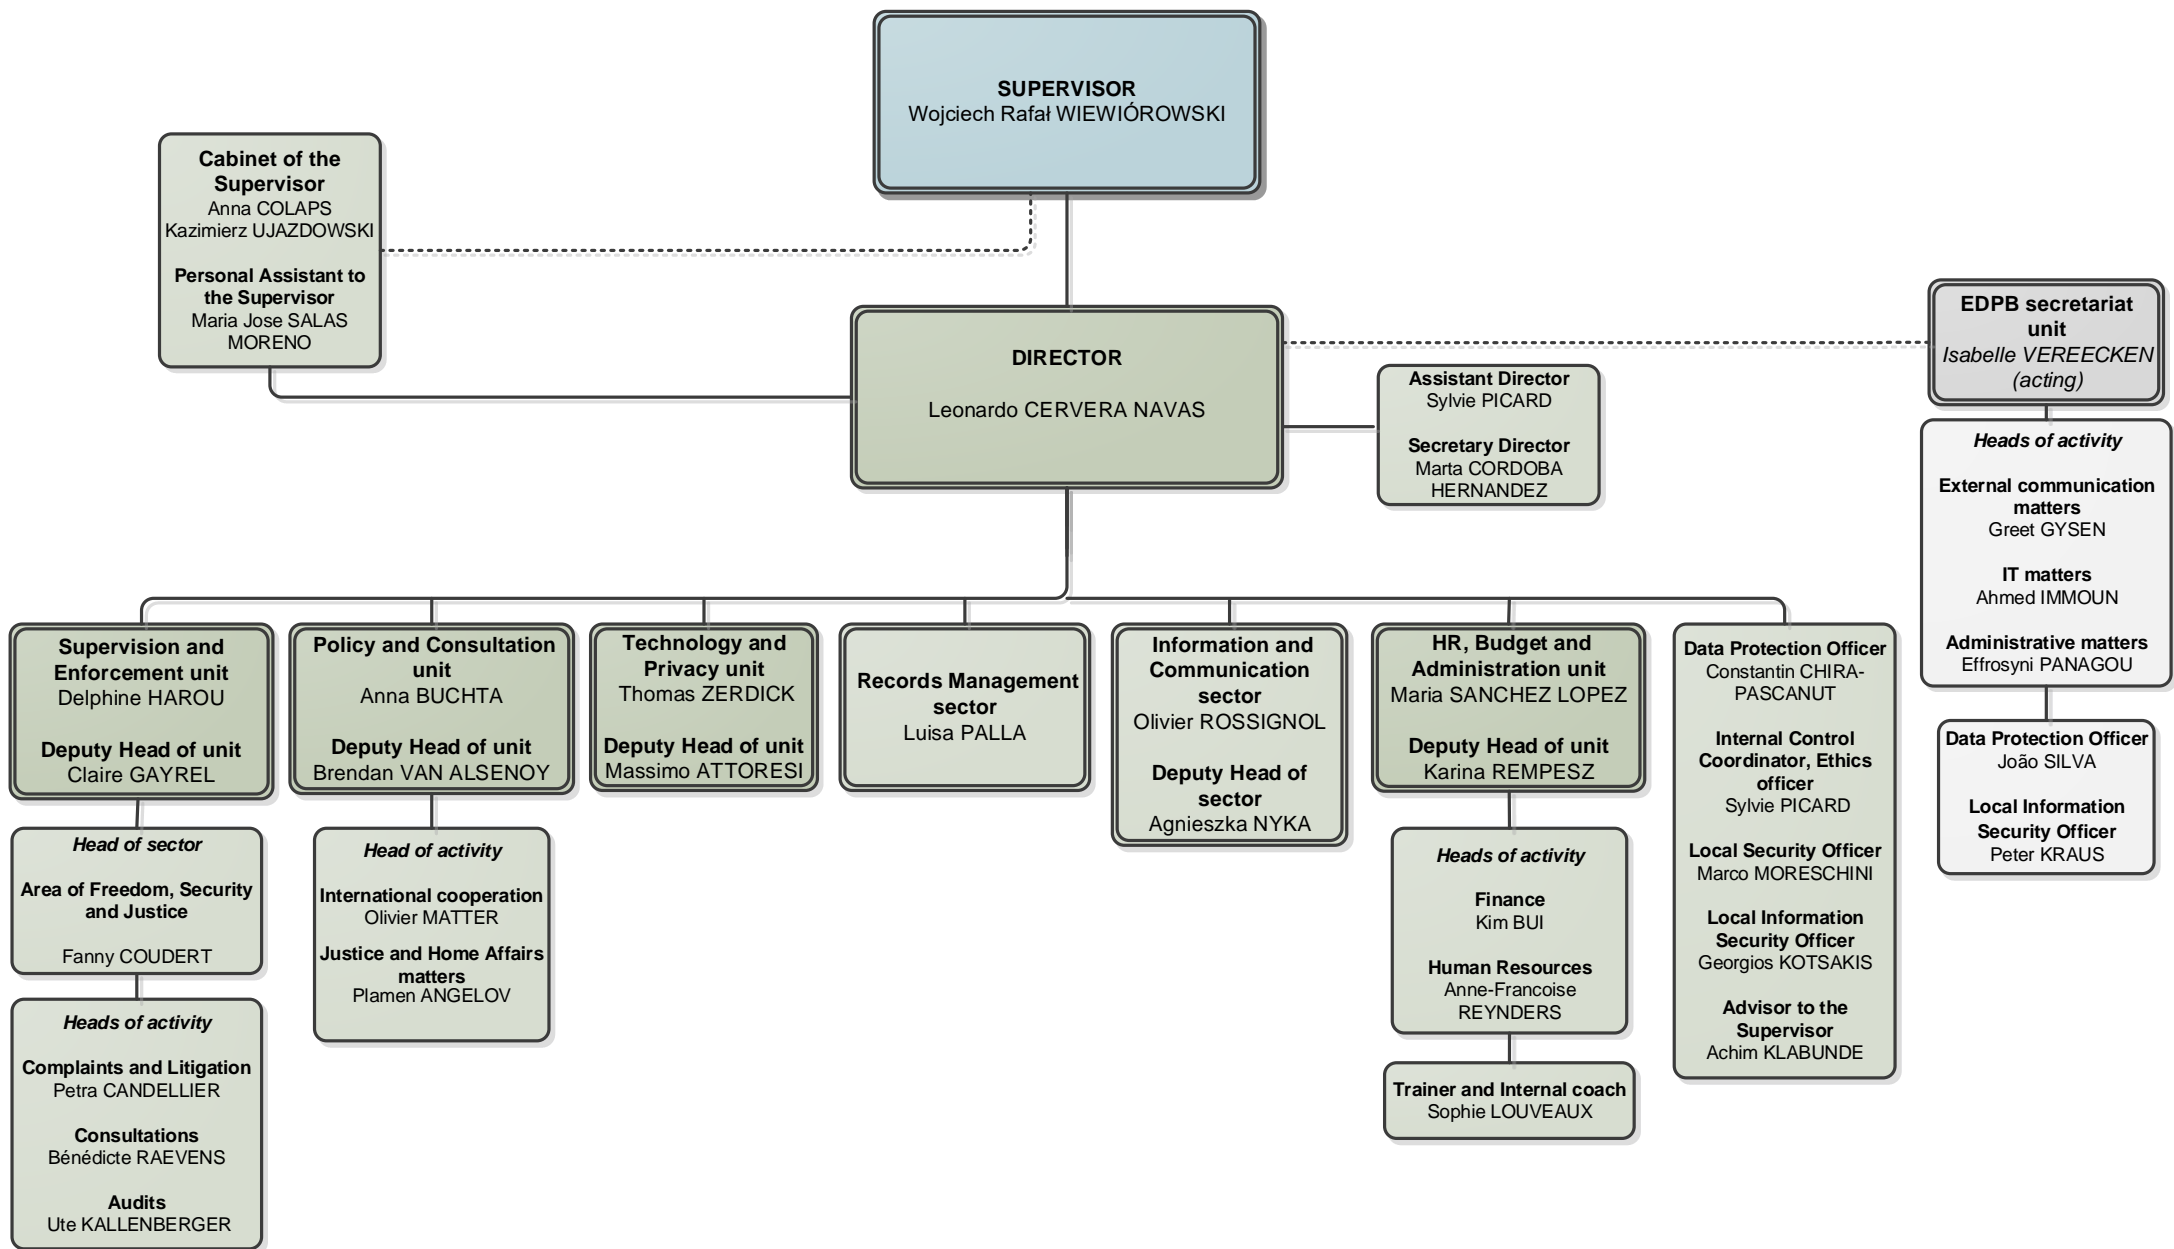 SUPERVISOR
Wojciech Rafał WIEWIÓROWSKI
Cabinet of the
Supervisor
Anna COLAPS
Kazimierz UJAZDOWSKI
Personal Assistant to
the Supervisor
Maria Jose SALAS
MORENO
DIRECTOR
Leonardo CERVERA NAVAS
Assistant Director
Sylvie PICARD
Secretary Director
Marta CORDOBA
HERNANDEZ
EDPB secretariat
unit
Isabelle VEREECKEN
(acting)
Heads of activity
External communication
matters
Greet GYSEN
IT matters
Ahmed IMMOUN
Administrative matters
Effrosyni PANAGOU
Data Protection Officer
João SILVA
Local Information
Security Officer
Peter KRAUS
Supervision and
Enforcement unit
Delphine HAROU
Deputy Head of unit
Claire GAYREL
Head of sector
Area of Freedom, Security
and Justice
Fanny COUDERT
Heads of activity
Complaints and Litigation
Petra CANDELLIER
Consultations
Bénédicte RAEVENS
Audits
Ute KALLENBERGER
Policy and Consultation
unit
Anna BUCHTA
Deputy Head of unit
Brendan VAN ALSENOY
Head of activity
International cooperation
Olivier MATTER
Justice and Home Affairs
matters
Plamen ANGELOV
Technology and
Privacy unit
Thomas ZERDICK
Deputy Head of unit
Massimo ATTORESI
Records Management
sector
Luisa PALLA
Information and
Communication
sector
Olivier ROSSIGNOL
Deputy Head of
sector
Agnieszka NYKA
HR, Budget and
Administration unit
Maria SANCHEZ LOPEZ
Deputy Head of unit
Karina REMPESZ
Heads of activity
Finance
Kim BUI
Human Resources
Anne-Francoise
REYNDERS
Trainer and Internal coach
Sophie LOUVEAUX
Data Protection Officer
Constantin CHIRA-
PASCANUT
Internal Control
Coordinator, Ethics
officer
Sylvie PICARD
Local Security Officer
Marco MORESCHINI
Local Information
Security Officer
Georgios KOTSAKIS
Advisor to the
Supervisor
Achim KLABUNDE